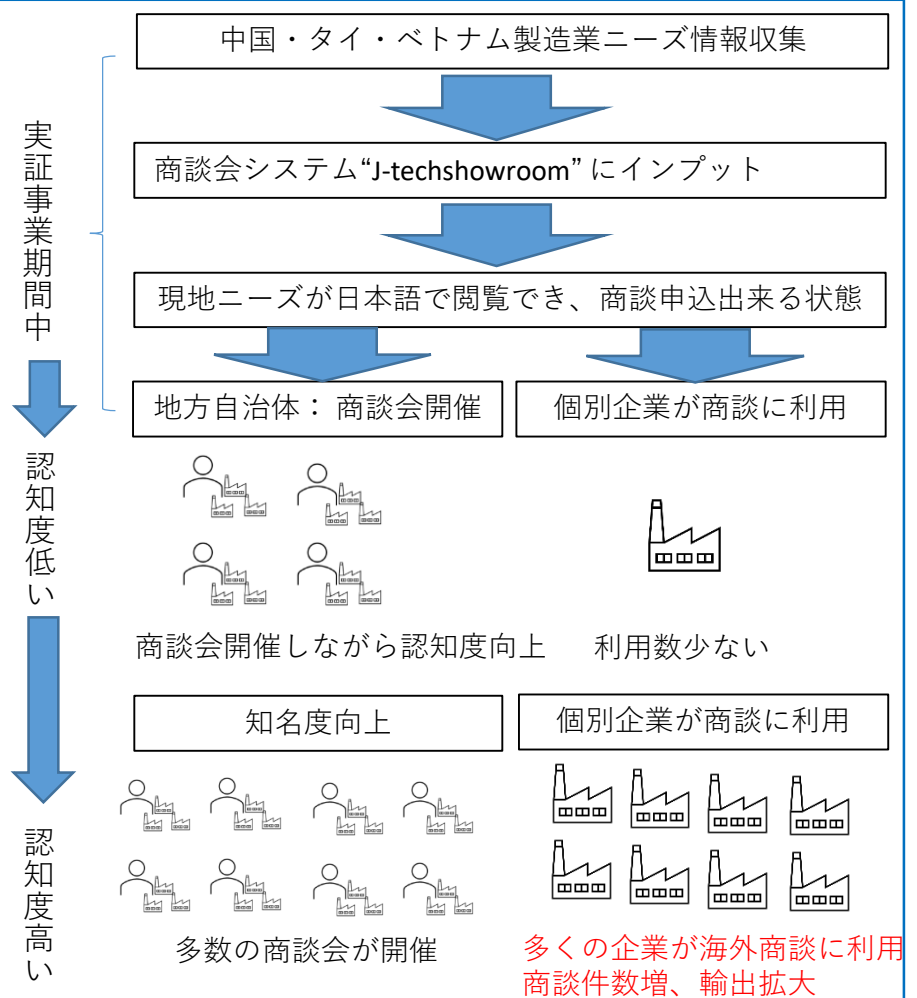 中国・タイ・ベトナム製造業ニーズ情報収集
実証事業期間中
商談会システム“J-techshowroom” にインプット
現地ニーズが日本語で閲覧でき、商談申込出来る状態
地方自治体： 商談会開催
個別企業が商談に利用
認知度低い
商談会開催しながら認知度向上
利用数少ない
知名度向上
個別企業が商談に利用
認知度高い
多数の商談会が開催
多くの企業が海外商談に利用
商談件数増、輸出拡大